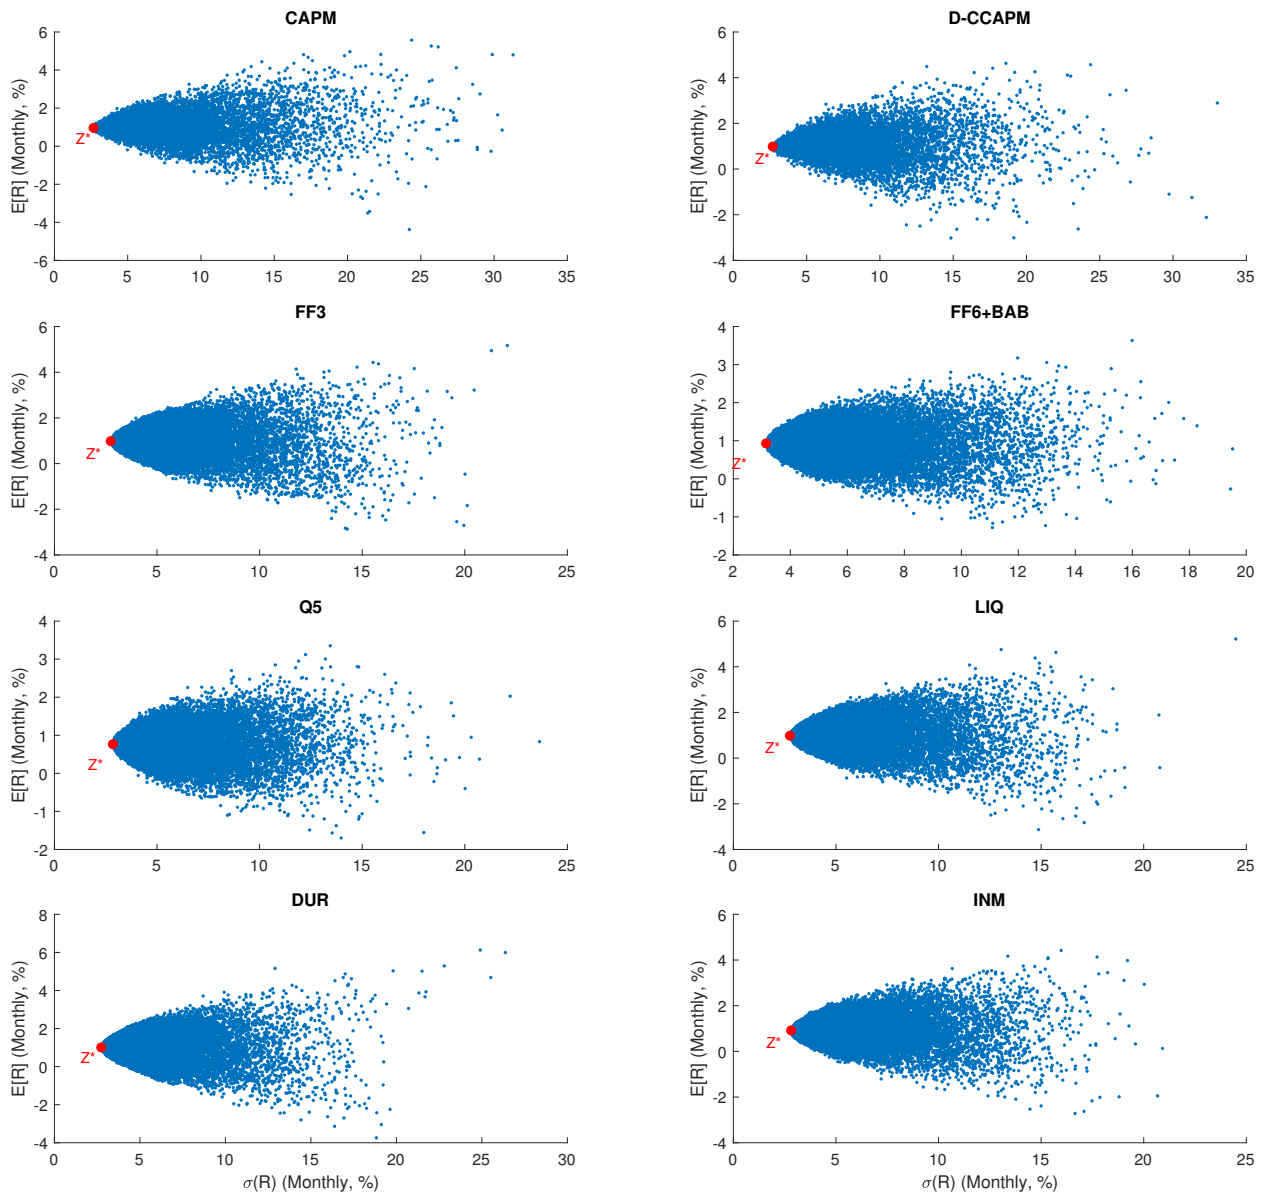 CAPM
6
4
2
0
-2
-4
-6
E[R] (Monthly, %)
Z*
0 5 10 15 20 25 30 35
D-CCAPM
6
4
2
0
-2
-4
E[R] (Monthly, %)
Z*
0 5 10 15 20 25 30 35
FF3
6
4
2
0
-2
-4
E[R] (Monthly, %)
Z*
0 5 10 15 20 25
FF6+BAB
4
3
2
1
0
-1
-2
E[R] (Monthly, %)
Z*
2 4 6 8 10 12 14 16 18 20
Q5
4
3
2
1
0
-1
-2
E[R] (Monthly, %)
Z*
0 5 10 15 20 25
LIQ
6
4
2
0
-2
-4
E[R] (Monthly, %)
Z*
0 5 10 15 20 25
DUR
8
6
4
2
0
-2
-4
E[R] (Monthly, %)
Z*
0 5 10 15 20 25 30
σ(R) (Monthly, %)
INM
6
4
2
0
-2
-4
E[R] (Monthly, %)
Z*
0 5 10 15 20 25
σ(R) (Monthly, %)